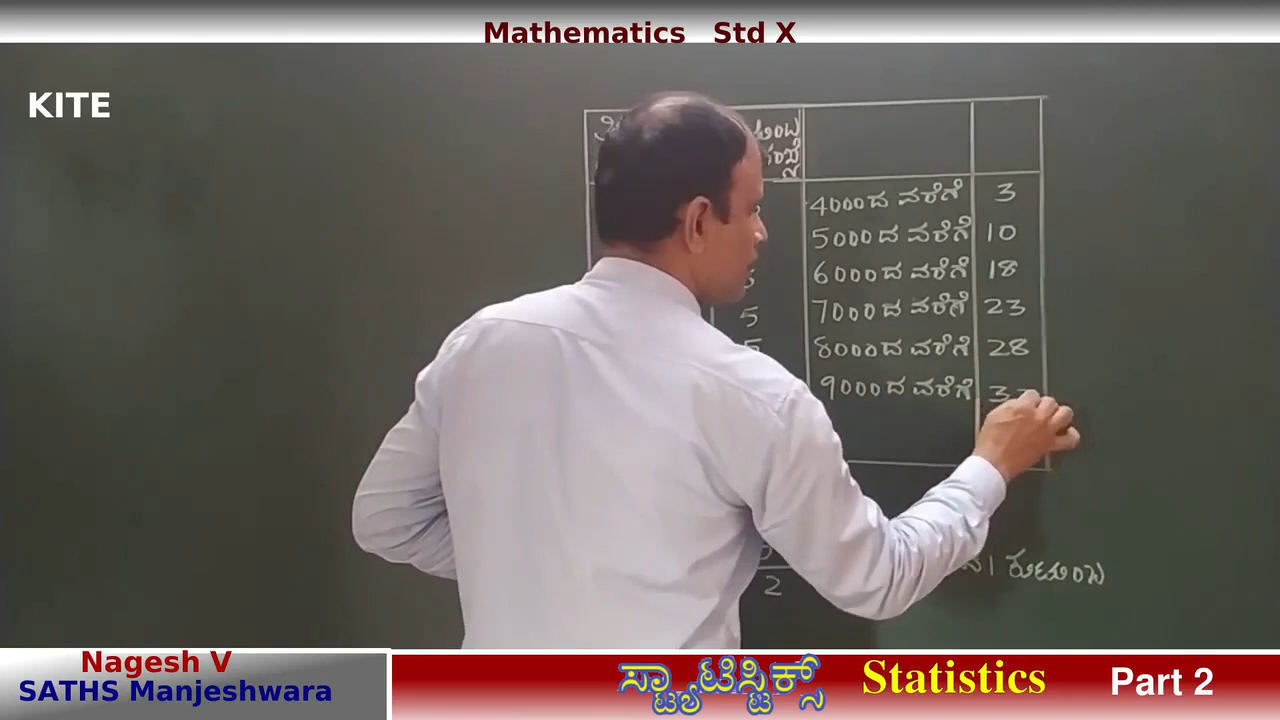 Mathematics Std X
KITE
4000ದ ವರೆಗೆ 3
5000ದ ವರೆಗೆ 10
6000ದ ವರೆಗೆ 18
5 7000ದ ವರೆಗೆ 23
8000ದ ವರೆಗೆ 28
9000ದ ವರೆಗೆ
2
ಕುಟುಂಬ
Nagesh V
SATHS Manjeshwara
ಸ್ಟ್ಯಾಟಿಸ್ಟಿಕ್ಸ್ Statistics Part 2